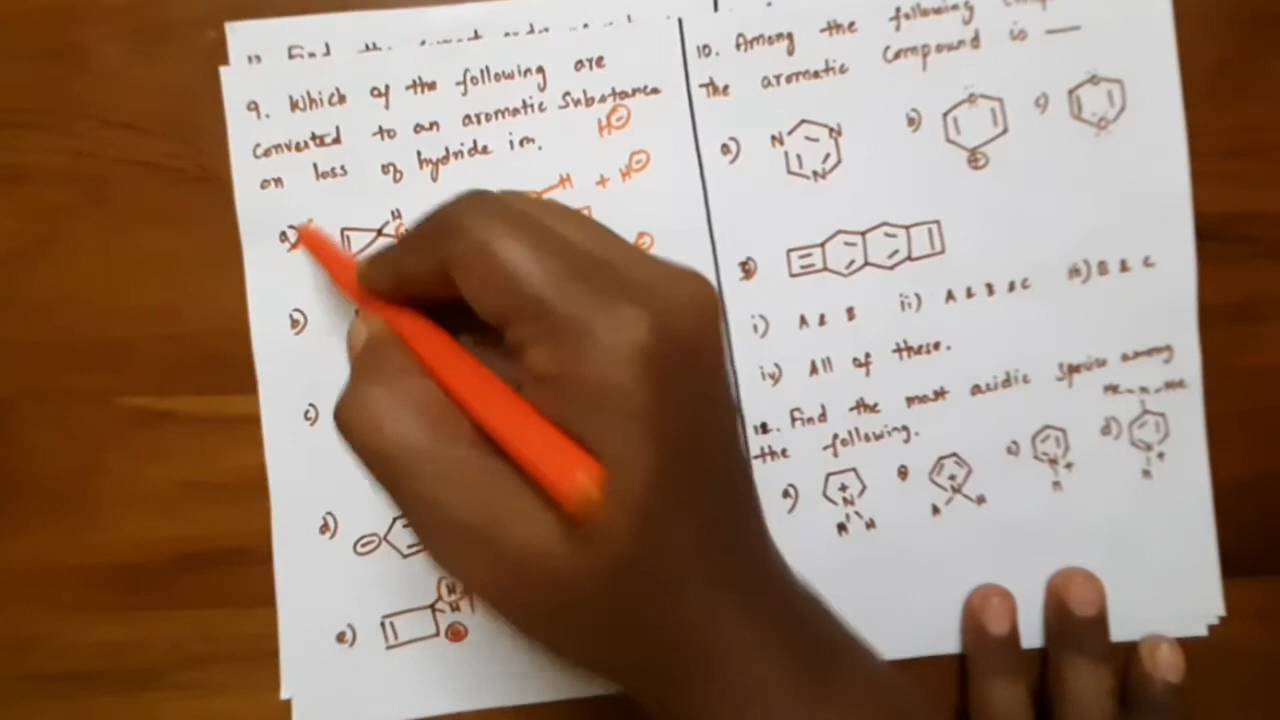 9. Which of the following are
converted to an aromatic Substance
on loss of hydride ion.
H⊖
a) H
H + H⊖
b)
c)
d) ⊖
e) H
H
10. Among the following
The aromatic Compound is —
a) N N N
b) ⊕
c)
i) A & B ii) A & B & C iii) B & C
iv) All of these.
12. Find the most acidic species among
the following.
a) + N H H
+ N H
c) + N H
d) + N H